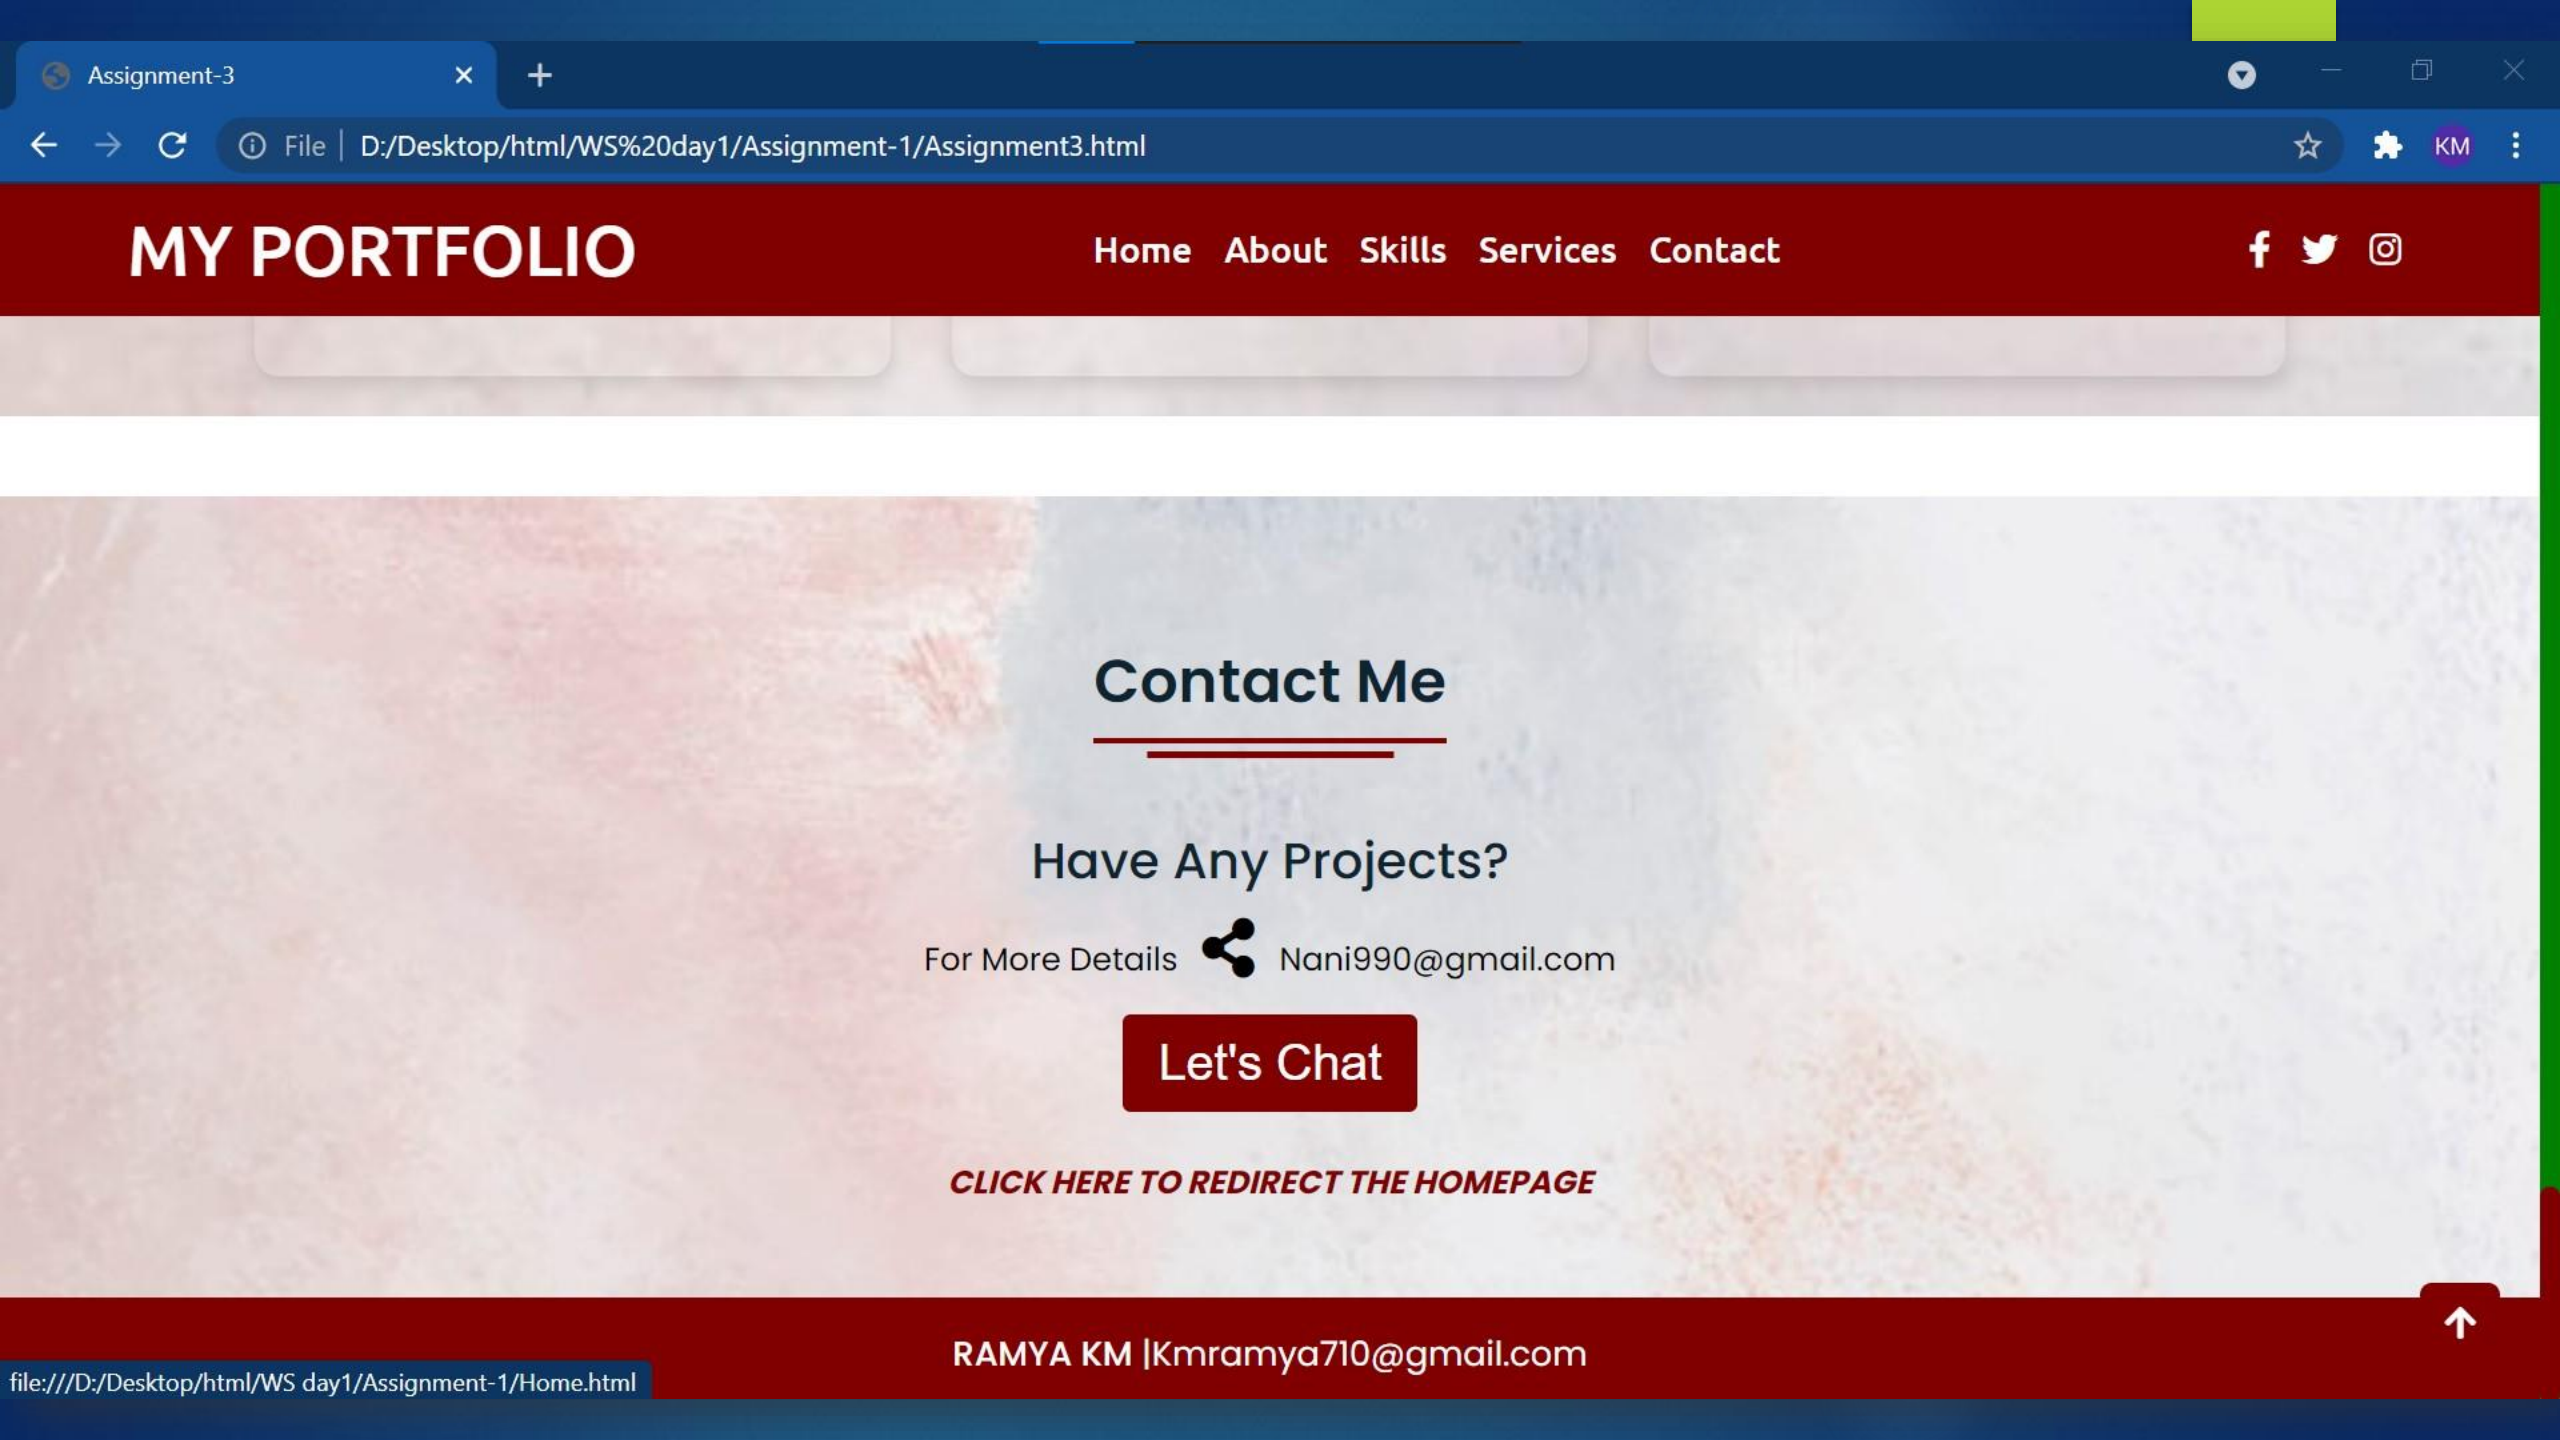 Assignment-3
File | D:/Desktop/html/WS%20day1/Assignment-1/Assignment3.html
KM
MY PORTFOLIO
Home About Skills Services Contact
Contact Me
Have Any Projects?
For More Details Nani990@gmail.com
Let's Chat
CLICK HERE TO REDIRECT THE HOMEPAGE
RAMYA KM |Kmramya710@gmail.com
file:///D:/Desktop/html/WS day1/Assignment-1/Home.html